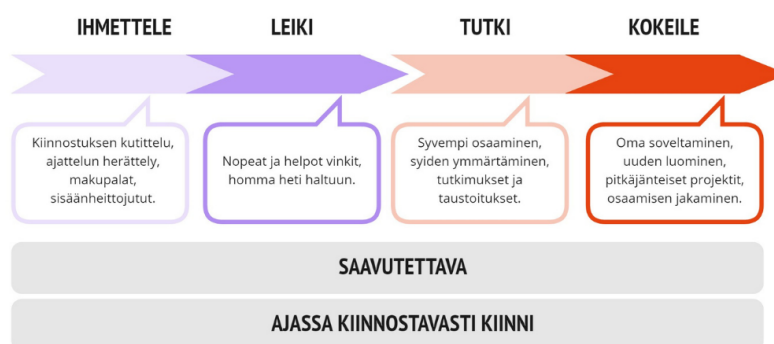 IHMETTELE
LEIKI
TUTKI
KOKEILE
Kiinnostuksen kutittelu,
ajattelun herättely,
makupalat,
sisäänheittojutut.
Nopeat ja helpot vinkit,
homma heti haltuun.
Syvempi osaaminen,
syiden ymmärtäminen,
tutkimukset ja
taustoitukset.
Oma soveltaminen,
uuden luominen,
pitkäjänteiset projektit,
osaamisen jakaminen.
SAAVUTETTAVA
AJASSA KIINNOSTAVASTI KIINNI